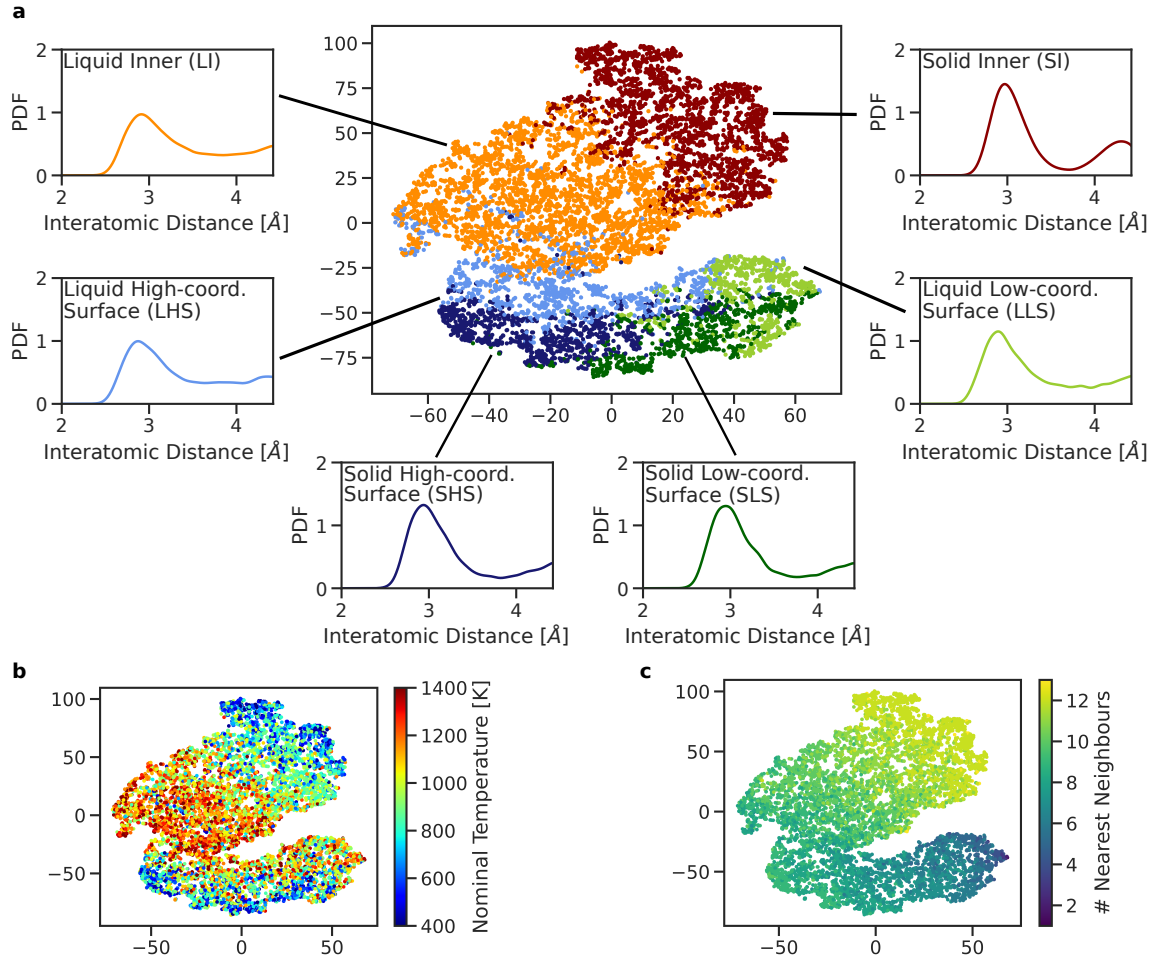 a
Liquid Inner (LI)
PDF
2
1
0
2
3
4
Interatomic Distance [Å]
100
75
50
25
0
−25
−50
−75
−60
−40
−20
0
20
40
60
Solid Inner (SI)
PDF
2
1
0
2
3
4
Interatomic Distance [Å]
Liquid High-coord.
Surface (LHS)
PDF
2
1
0
2
3
4
Interatomic Distance [Å]
Liquid Low-coord.
Surface (LLS)
PDF
2
1
0
2
3
4
Interatomic Distance [Å]
Solid High-coord.
Surface (SHS)
PDF
2
1
0
2
3
4
Interatomic Distance [Å]
Solid Low-coord.
Surface (SLS)
PDF
2
1
0
2
3
4
Interatomic Distance [Å]
b
100
50
0
−50
−50
0
50
1400
1200
1000
800
600
400
Nominal Temperature [K]
c
100
50
0
−50
−50
0
50
12
10
8
6
4
2
# Nearest Neighbours